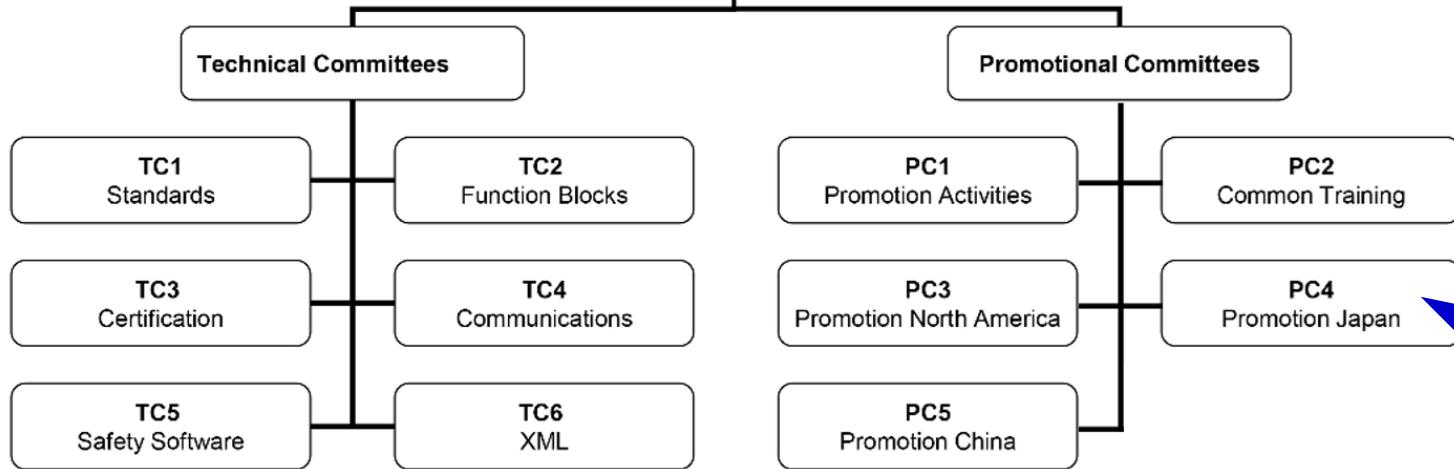 Technical Committees
Promotional Committees
TC1
Standards
TC2
Function Blocks
PC1
Promotion Activities
PC2
Common Training
TC3
Certification
TC4
Communications
PC3
Promotion North America
PC4
Promotion Japan
TC5
Safety Software
TC6
XML
PC5
Promotion China